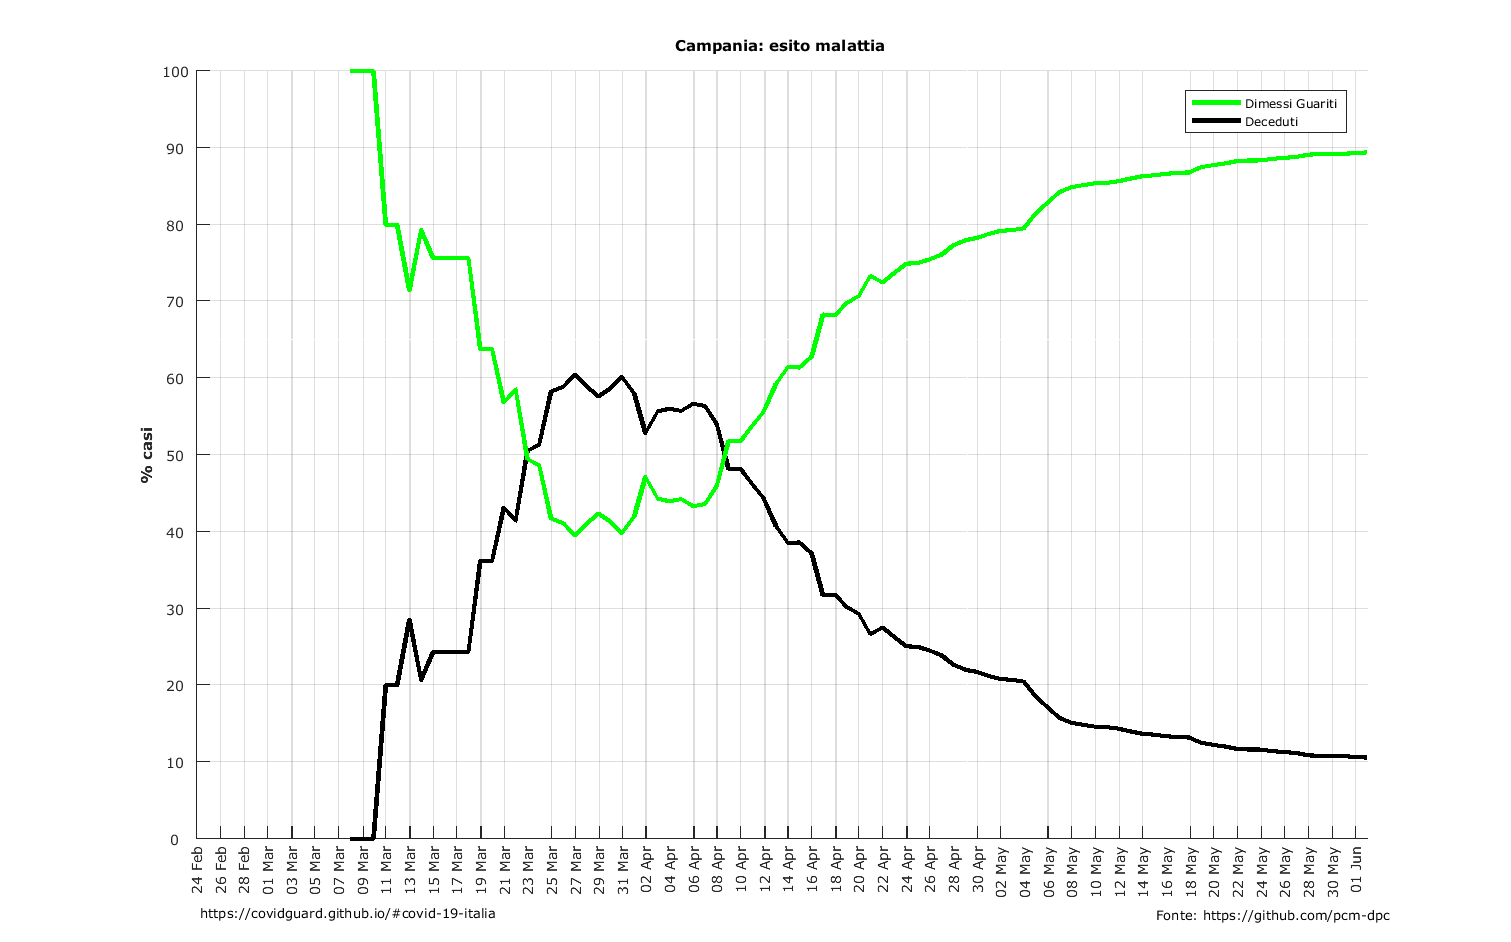 Campania: esito malattia
100
90
80
70
60
50
40
30
20
10
0
% casi
Dimessi Guariti
Deceduti
24 Feb
26 Feb
28 Feb
01 Mar
03 Mar
05 Mar
07 Mar
09 Mar
11 Mar
13 Mar
15 Mar
17 Mar
19 Mar
21 Mar
23 Mar
25 Mar
27 Mar
29 Mar
31 Mar
02 Apr
04 Apr
06 Apr
08 Apr
10 Apr
12 Apr
14 Apr
16 Apr
18 Apr
20 Apr
22 Apr
24 Apr
26 Apr
28 Apr
30 Apr
02 May
04 May
06 May
08 May
10 May
12 May
14 May
16 May
18 May
20 May
22 May
24 May
26 May
28 May
30 May
01 Jun
https://covidguard.github.io/#covid-19-italia
Fonte: https://github.com/pcm-dpc